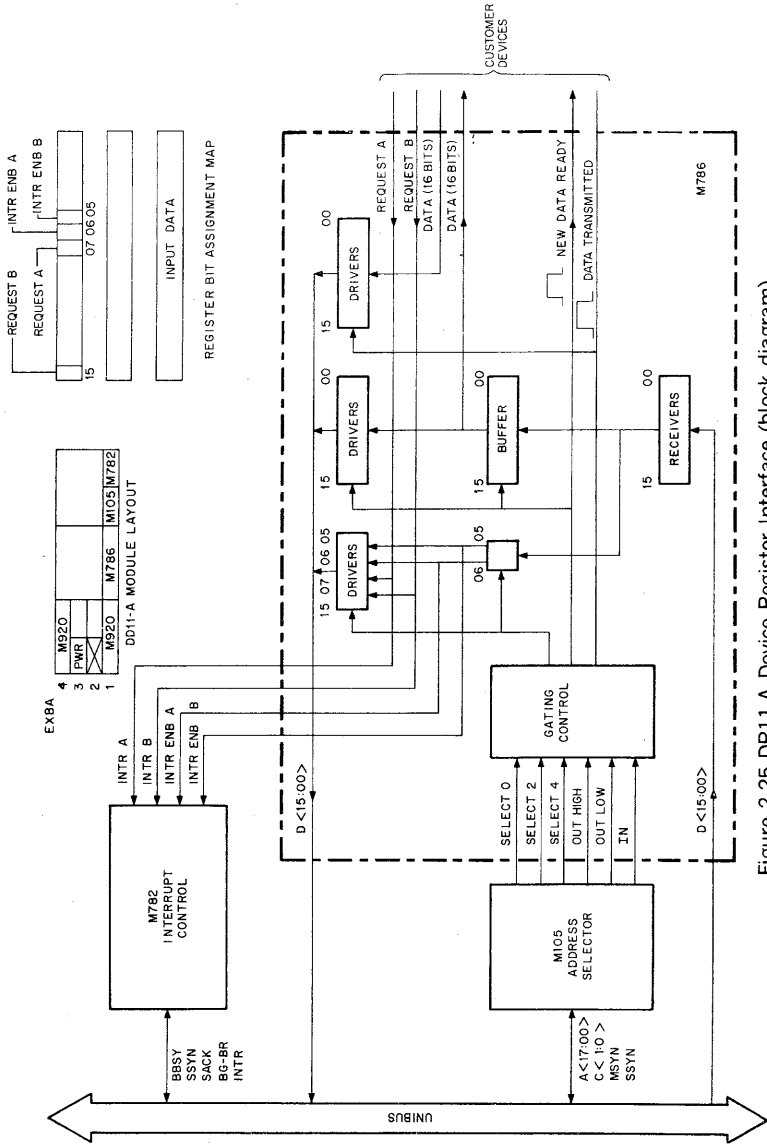 REQUEST B
REQUEST A
INTR ENB A
INTR ENB B
15
07 06 05
INPUT DATA
REGISTER BIT ASSIGNMENT MAP
EXBA
4
3
2
1
M920
PWR
M920
M786
M105
M782
DD11-A MODULE LAYOUT
M782
INTERRUPT
CONTROL
BBSY
SSYN
SACK
BG-BR
INTR
INTR A
INTR B
INTR ENB A
INTR ENB B
REQUEST A
REQUEST B
DATA (16 BITS)
DATA (16 BITS)
CUSTOMER
DEVICES
D<15:00>
15 07 06 05
DRIVERS
15
00
DRIVERS
15
00
DRIVERS
06
05
15
00
BUFFER
NEW DATA READY
DATA TRANSMITTED
15
00
RECEIVERS
M105
ADDRESS
SELECTOR
A<17:00>
C<1:0>
MSYN
SSYN
SELECT 0
SELECT 2
SELECT 4
OUT HIGH
OUT LOW
IN
GATING
CONTROL
D<15:00>
M786
UNIBUS
Figure 2-25 DR11-A Device Register Interface (block diagram)